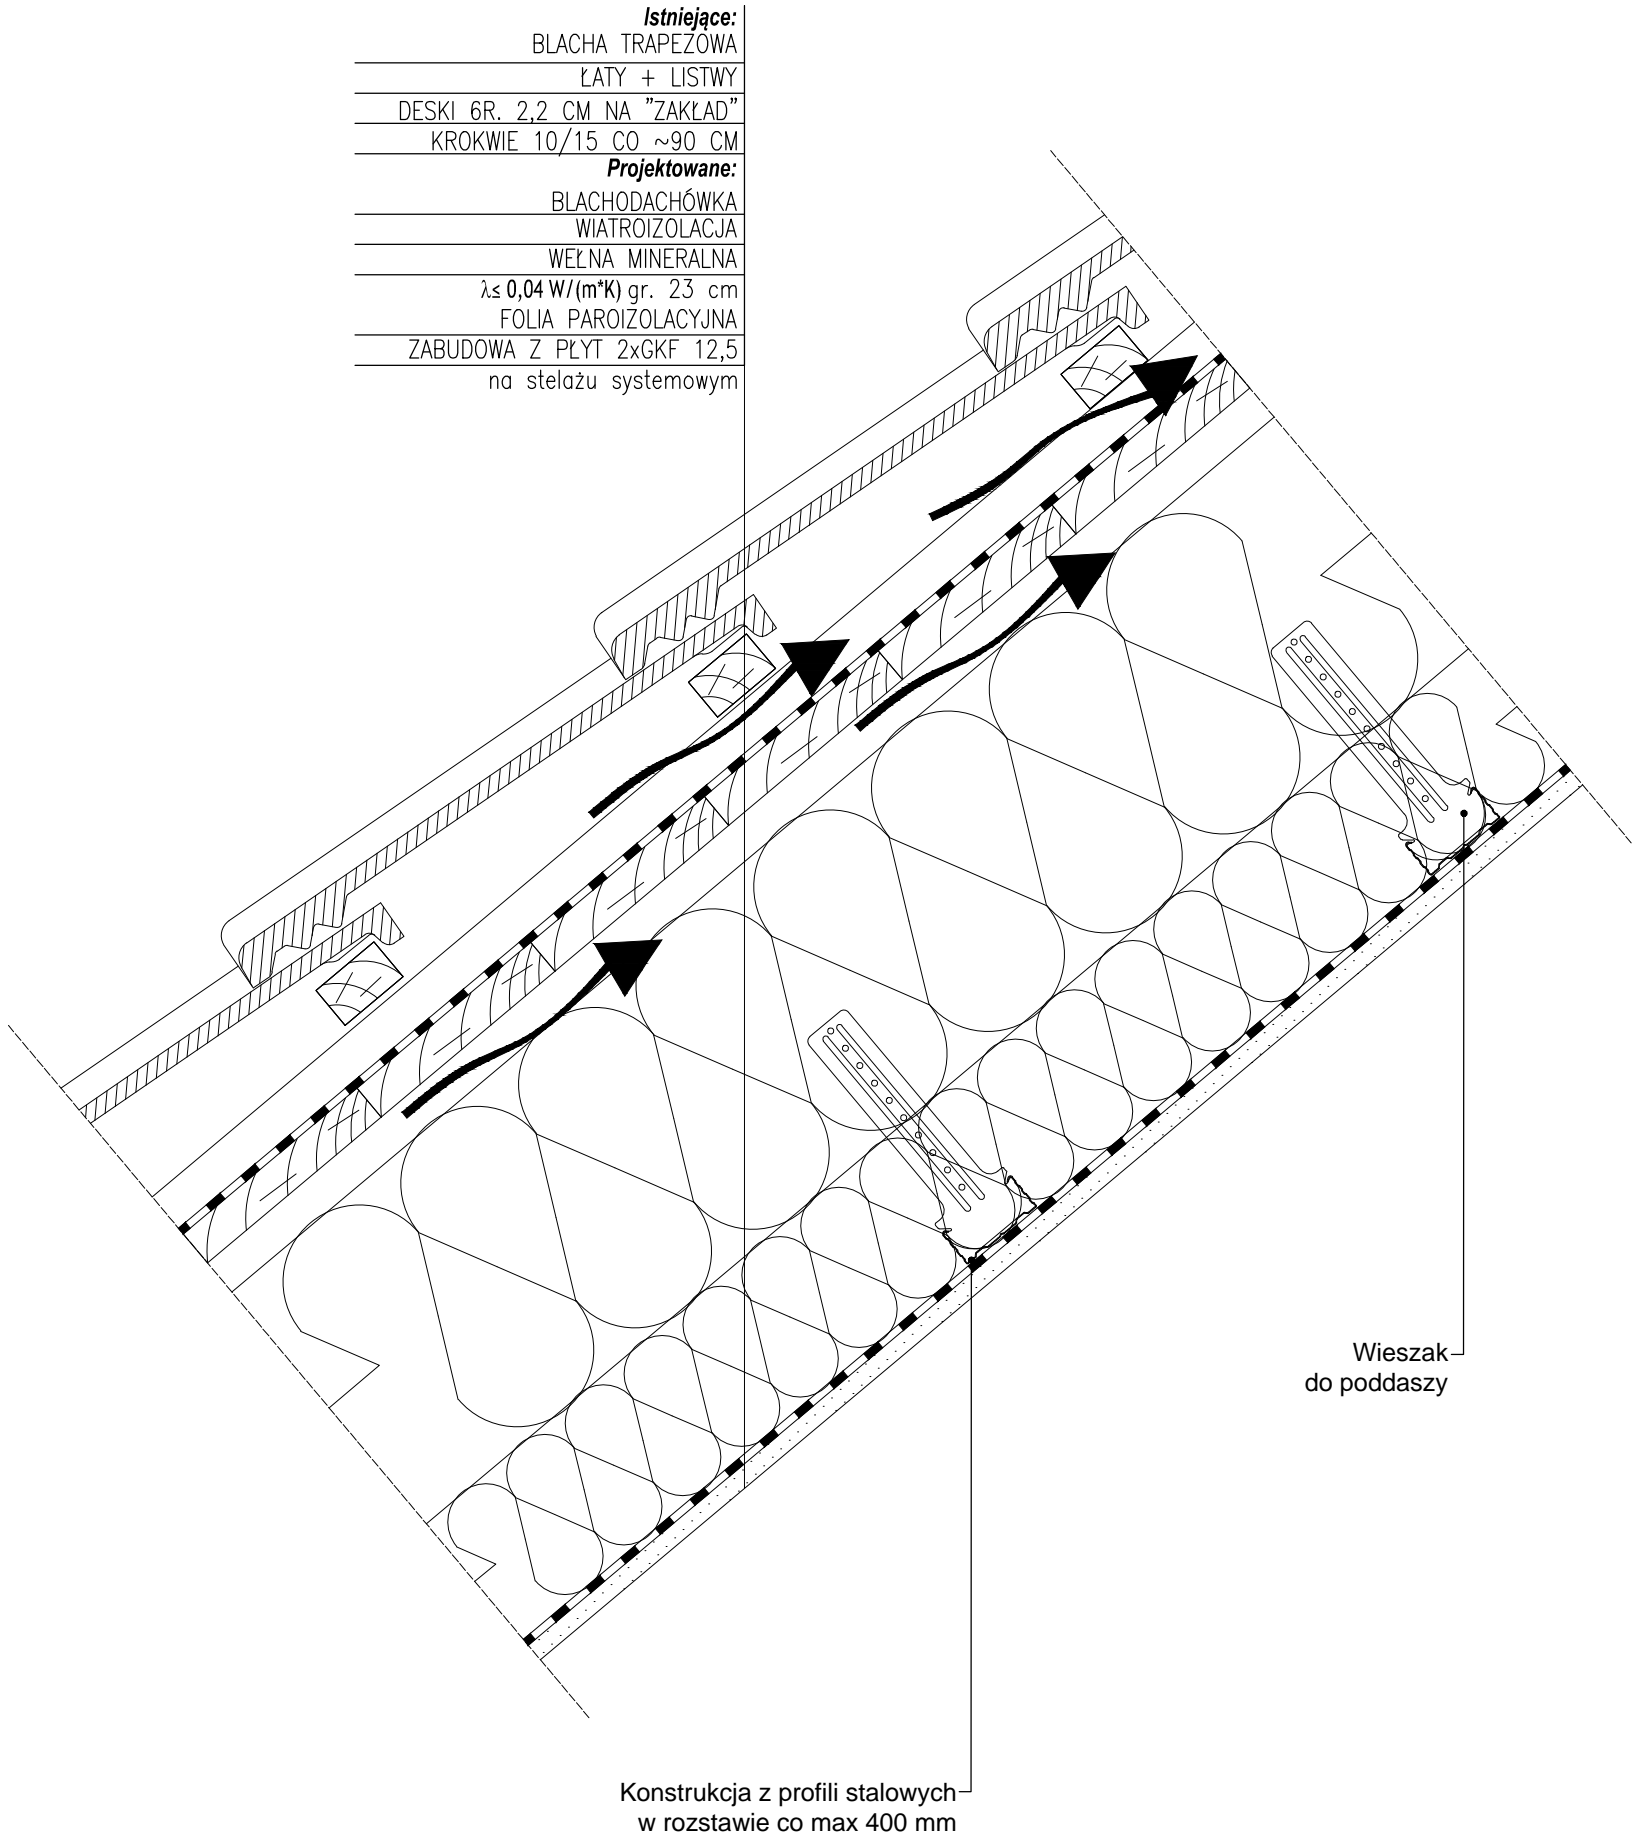 Istniejące:
BLACHA TRAPEZOWA
ŁATY + LISTWY
DESKI 6R. 2,2 CM NA "ZAKŁAD"
KROKWIE 10/15 CO ~90 CM
Projektowane:
BLACHODACHÓWKA
WIATROIZOLACJA
WEŁNA MINERALNA
λ≤ 0,04 W/(m*K) gr. 23 cm
FOLIA PAROIZOLACYJNA
ZABUDOWA Z PŁYT 2xGKF 12,5
na stelażu systemowym
Wieszak
do poddaszy
Konstrukcja z profili stalowych
w rozstawie co max 400 mm